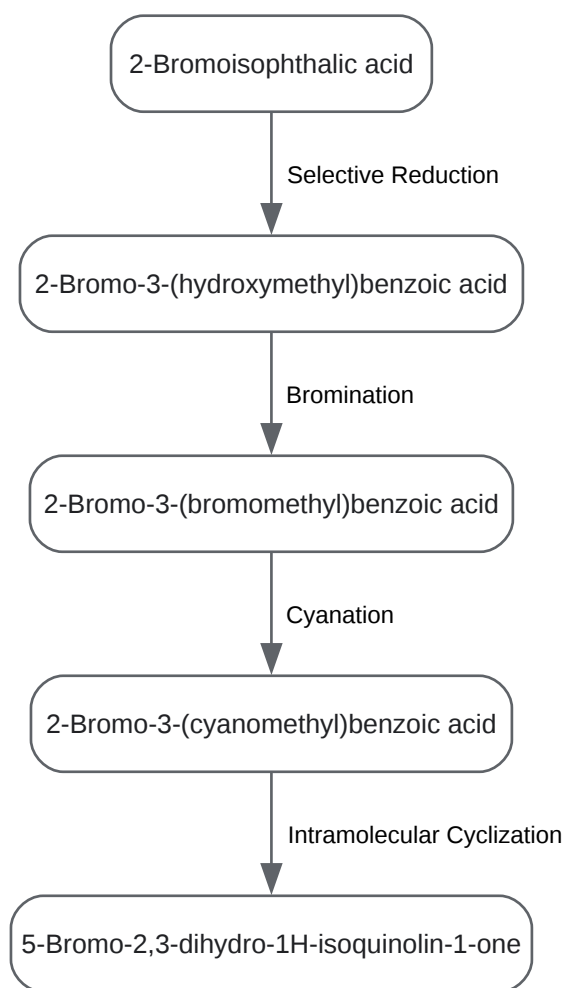 2-Bromoisophthalic acid
Selective Reduction
2-Bromo-3-(hydroxymethyl)benzoic acid
Bromination
2-Bromo-3-(bromomethyl)benzoic acid
Cyanation
2-Bromo-3-(cyanomethyl)benzoic acid
Intramolecular Cyclization
5-Bromo-2,3-dihydro-1H-isoquinolin-1-one